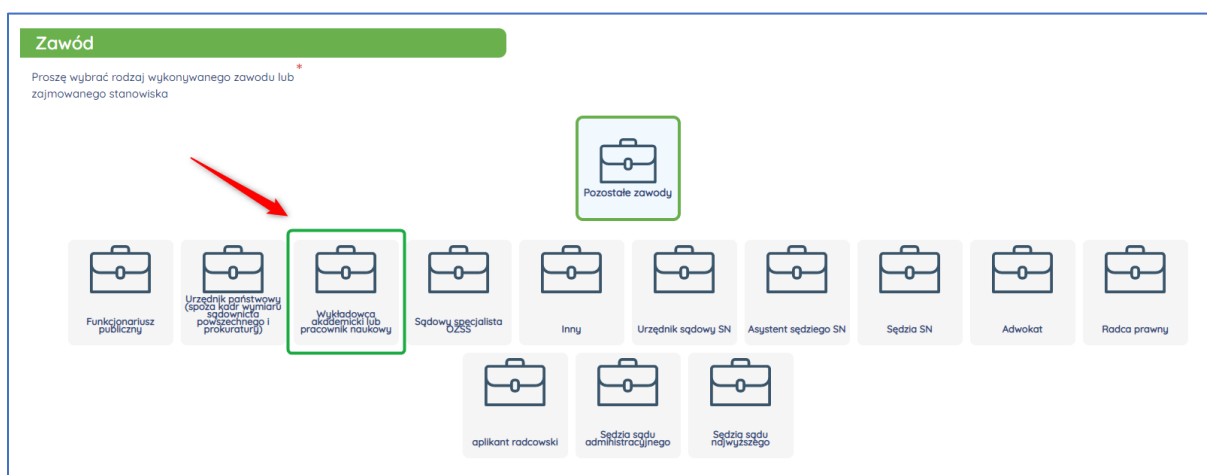 Zawód
Proszę wybrać rodzaj wykonywanego zawodu lub *
zajmowanego stanowiska
Pozostałe zawody
Funkcjonariusz
publiczny
Urzędnik państwowy
(spoza kadr wymiaru
sądownictwa
powszechnego i
prokuratury)
Wykładowca
akademicki lub
pracownik naukowy
Sądowy specjalista
OZSS
Inny
Urzędnik sądowy SN
Asystent sędziego SN
Sędzia SN
Adwokat
Radca prawny
aplikant radcowski
Sędzia sądu
administracyjnego
Sędzia sądu
najwyższego